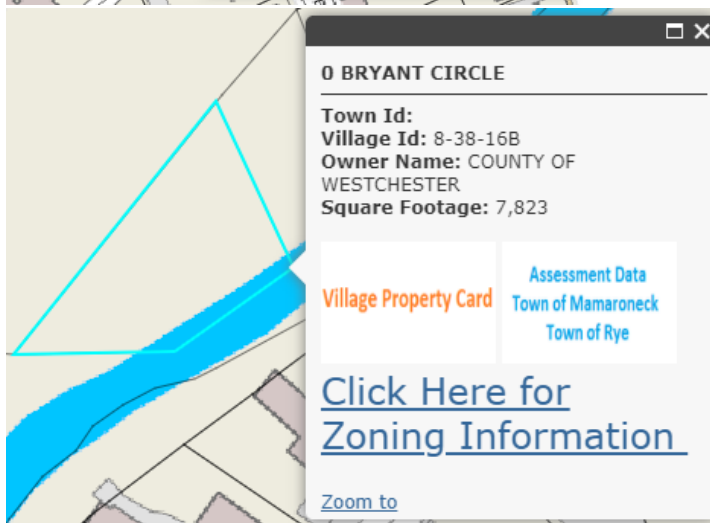 0 BRYANT CIRCLE
Town Id:
Village Id: 8-38-16B
Owner Name: COUNTY OF
WESTCHESTER
Square Footage: 7,823
Village Property Card
Assessment Data
Town of Mamaroneck
Town of Rye
Click Here for
Zoning Information
Zoom to